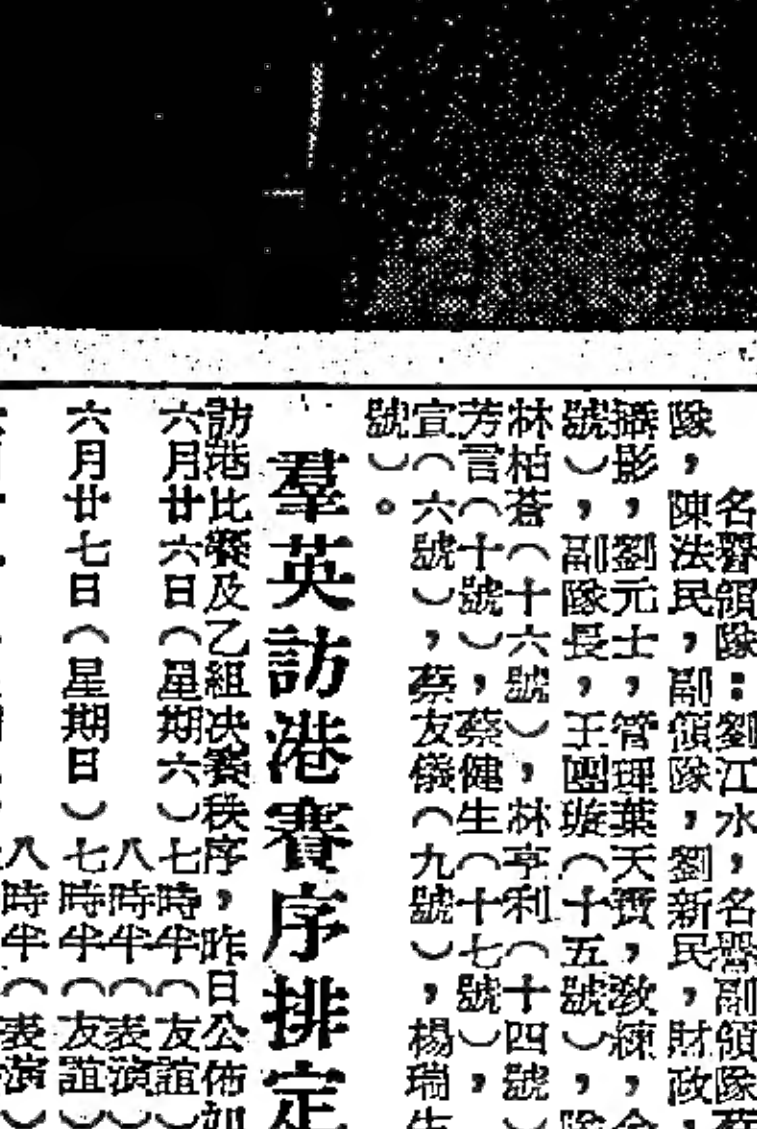 名譽領隊：劉江水，名譽副領隊
隊，陳法民，副領隊，劉新民，財政，
攝影，劉元士，管理葉天寶，教練，
號），副隊長，王團璇（十五號），隊
林柏蒼（十六號），林亨利（十四號）
芳言（十號），蔡健生（十七號），
宣（六號），蔡友儀（九號），楊瑞生
號）。
羣英訪港賽序排定
訪港比賽及乙組决賽秩序，昨日公佈如
六月廿六日（星期六）七時半（友誼）
八時半（表演）
六月廿七日（星期日）七時半（友誼）
八時半（表演）